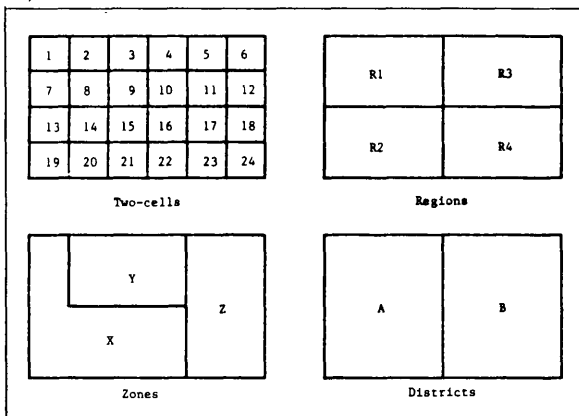 1 2 3 4 5 6
7 8 9 10 11 12
13 14 15 16 17 18
19 20 21 22 23 24
Two-cells
R1 R3
R2 R4
Regions
Y
Z
X
Zones
A B
Districts